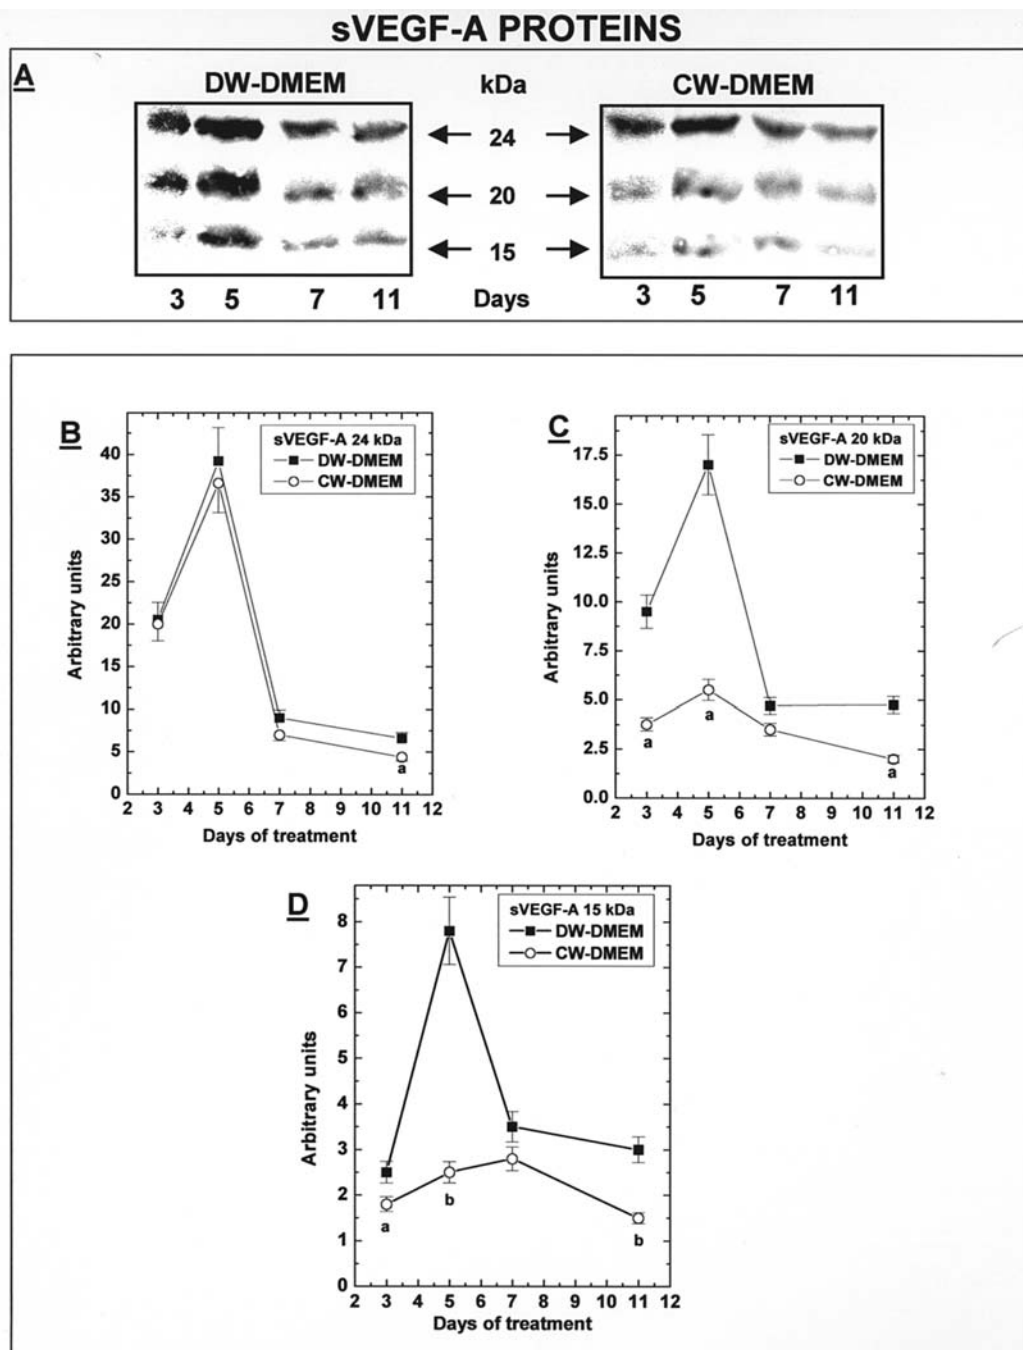 sVEGF-A PROTEINS
A
DW-DMEM kDa CW-DMEM
24
20
15
3 5 7 11 Days 3 5 7 11
B
sVEGF-A 24 kDa
DW-DMEM
CW-DMEM
Arbitrary units
40
35
30
25
20
15
10
5
0
a
2 3 4 5 6 7 8 9 10 11 12
Days of treatment
C
sVEGF-A 20 kDa
DW-DMEM
CW-DMEM
Arbitrary units
17.5
15.0
12.5
10.0
7.5
5.0
2.5
0.0
a
a
a
2 3 4 5 6 7 8 9 10 11 12
Days of treatment
D
sVEGF-A 15 kDa
DW-DMEM
CW-DMEM
Arbitrary units
8
7
6
5
4
3
2
1
0
a
b
b
2 3 4 5 6 7 8 9 10 11 12
Days of treatment